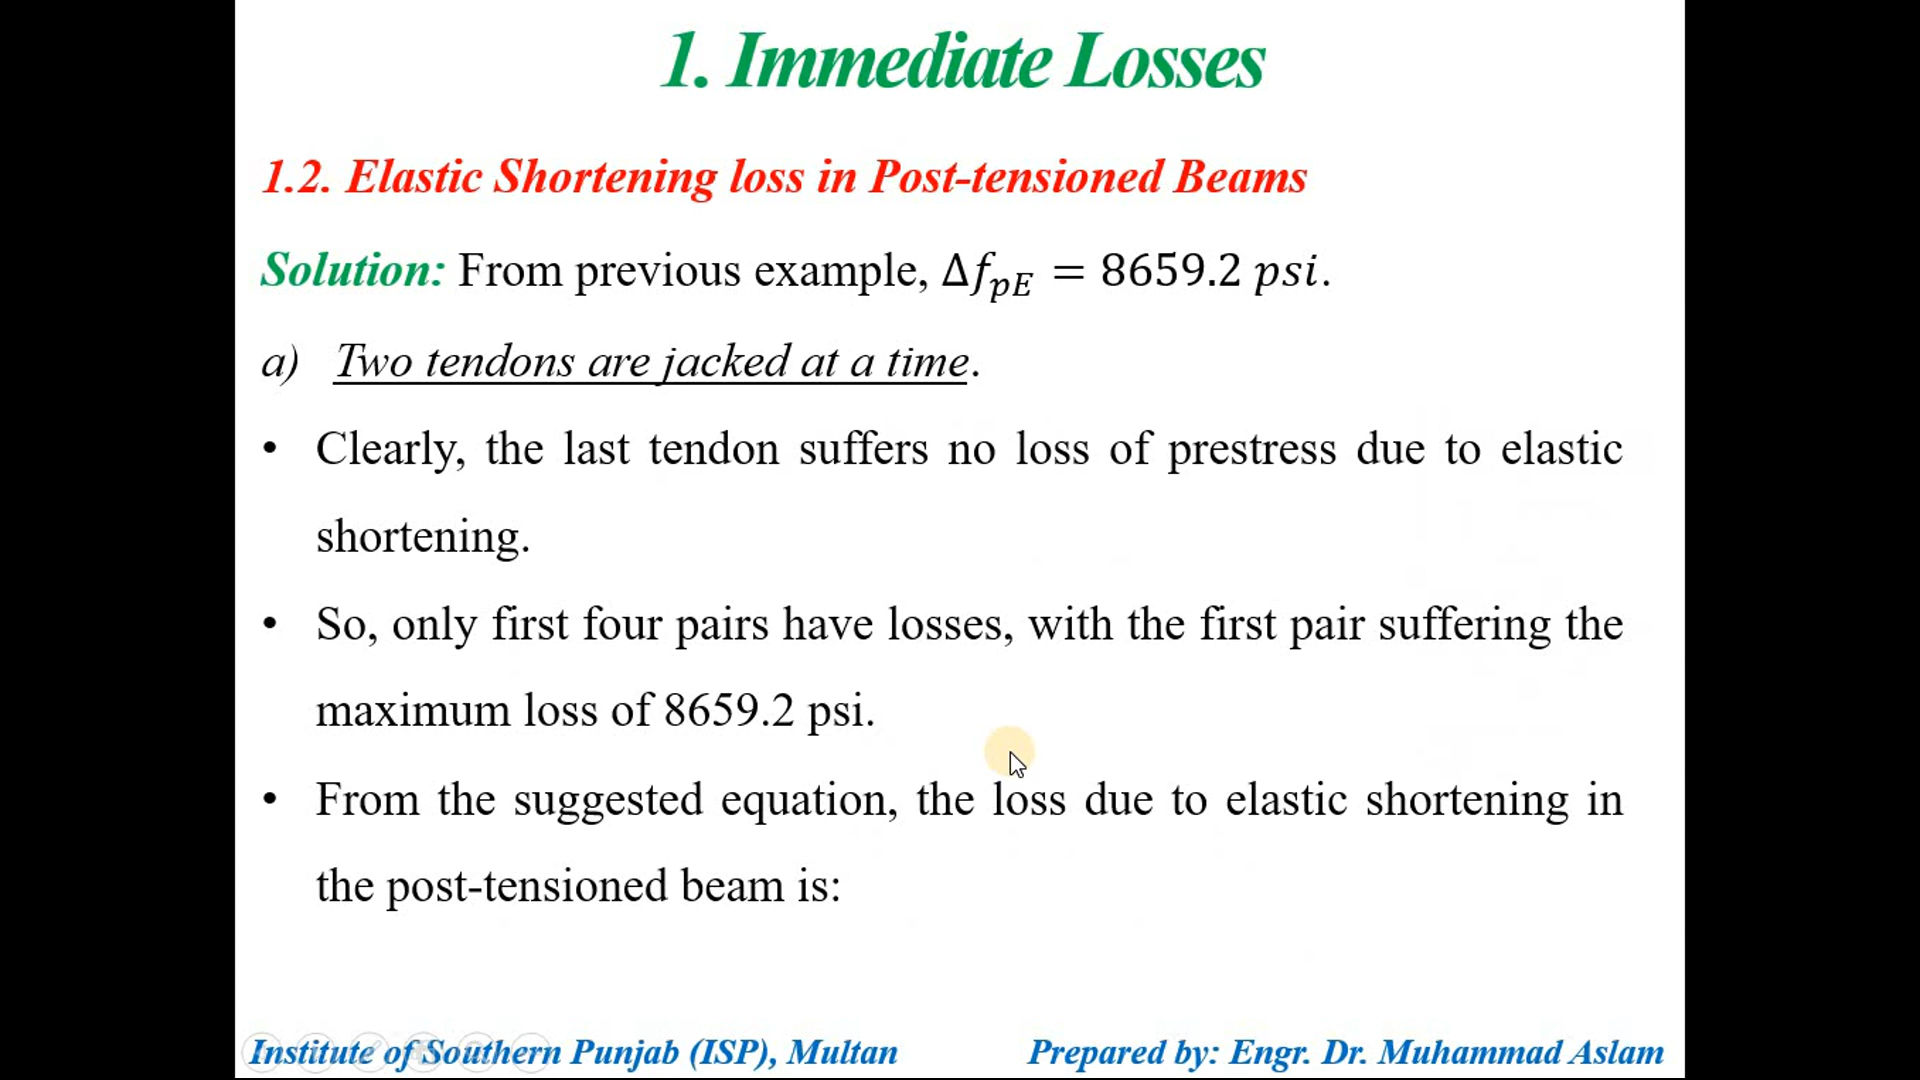 1. Immediate Losses
1.2. Elastic Shortening loss in Post-tensioned Beams
Solution: From previous example, Δf_{pE} = 8659.2 psi.
a) Two tendons are jacked at a time.
• Clearly, the last tendon suffers no loss of prestress due to elastic
shortening.
• So, only first four pairs have losses, with the first pair suffering the
maximum loss of 8659.2 psi.
• From the suggested equation, the loss due to elastic shortening in
the post-tensioned beam is:
Institute of Southern Punjab (ISP), Multan
Prepared by: Engr. Dr. Muhammad Aslam